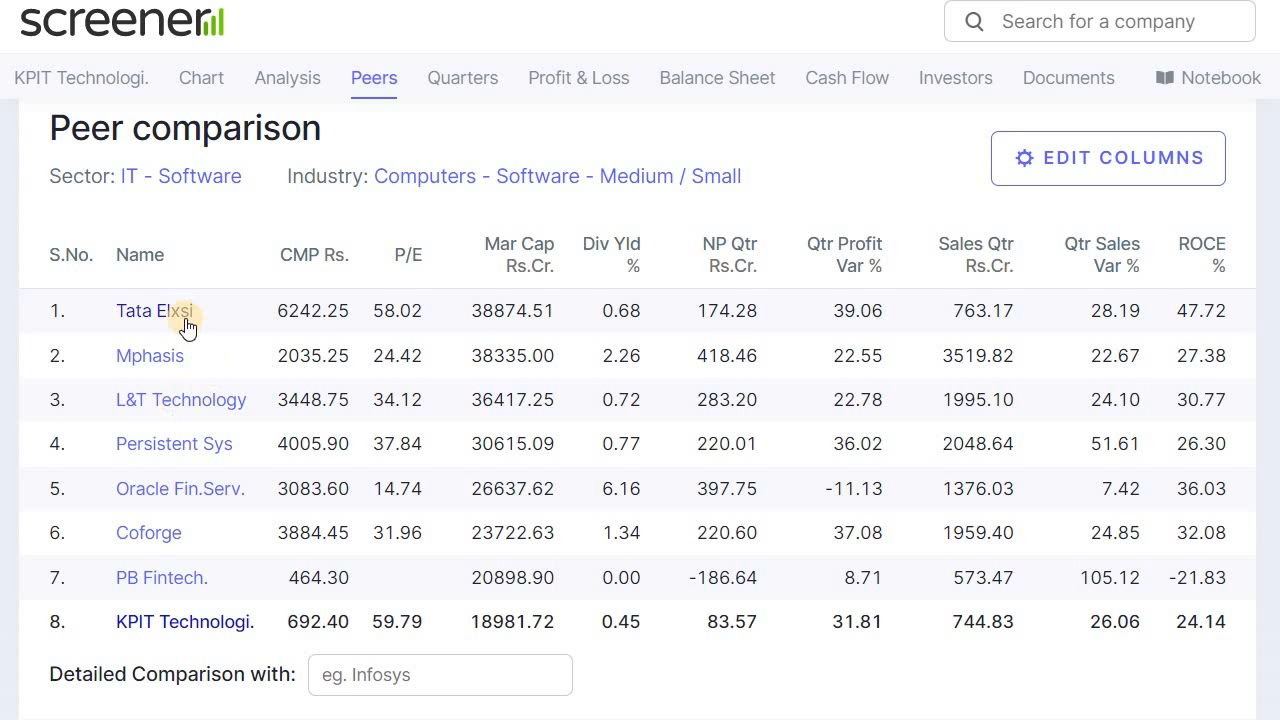 screener
Search for a company
KPIT Technologi. Chart Analysis Peers Quarters Profit & Loss Balance Sheet Cash Flow Investors Documents Notebook
Peer comparison
EDIT COLUMNS
Sector: IT - Software Industry: Computers - Software - Medium / Small
S.No. Name CMP Rs. P/E Mar Cap Rs.Cr. Div Yld % NP Qtr Rs.Cr. Qtr Profit Var % Sales Qtr Rs.Cr. Qtr Sales Var % ROCE %
1. Tata Elxsi 6242.25 58.02 38874.51 0.68 174.28 39.06 763.17 28.19 47.72
2. Mphasis 2035.25 24.42 38335.00 2.26 418.46 22.55 3519.82 22.67 27.38
3. L&T Technology 3448.75 34.12 36417.25 0.72 283.20 22.78 1995.10 24.10 30.77
4. Persistent Sys 4005.90 37.84 30615.09 0.77 220.01 36.02 2048.64 51.61 26.30
5. Oracle Fin.Serv. 3083.60 14.74 26637.62 6.16 397.75 -11.13 1376.03 7.42 36.03
6. Coforge 3884.45 31.96 23722.63 1.34 220.60 37.08 1959.40 24.85 32.08
7. PB Fintech. 464.30 20898.90 0.00 -186.64 8.71 573.47 105.12 -21.83
8. KPIT Technologi. 692.40 59.79 18981.72 0.45 83.57 31.81 744.83 26.06 24.14
Detailed Comparison with: eg. Infosys